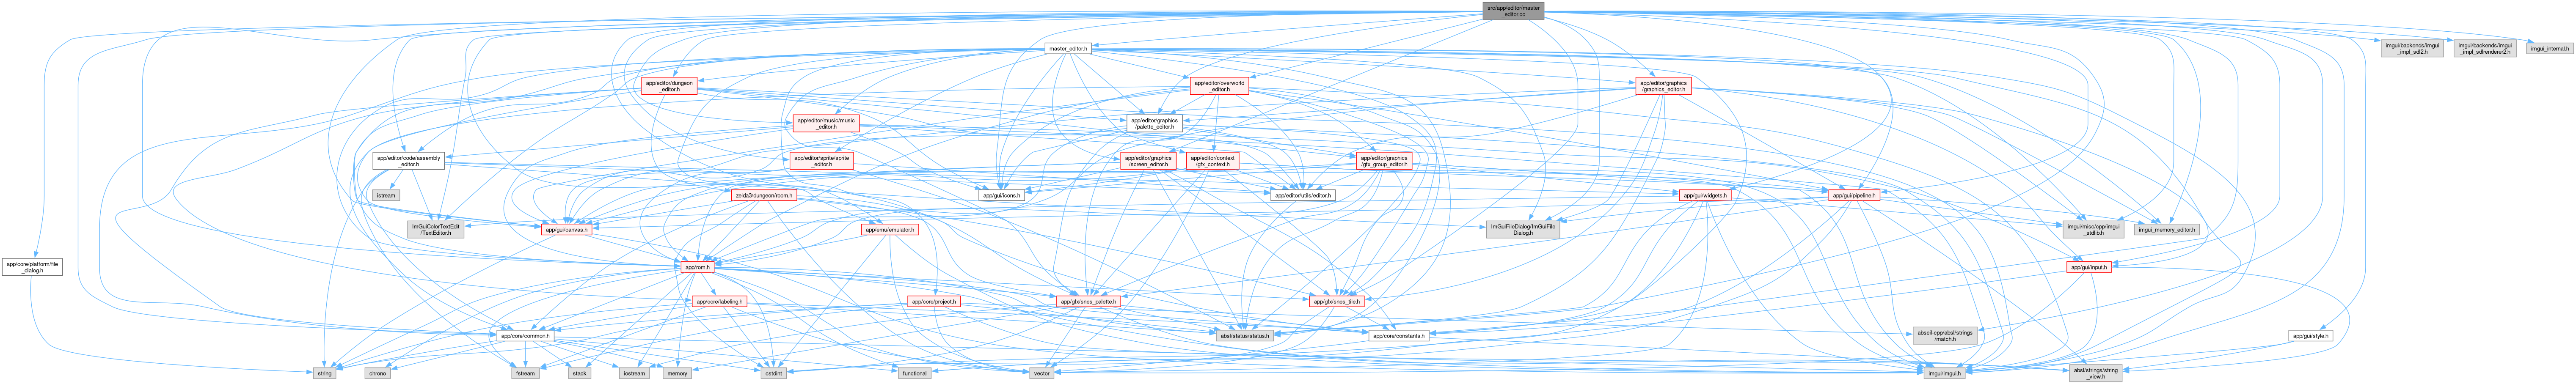 src/app/editor/master
_editor.cc
master_editor.h
imgui/backends/imgui
_impl_sdl2.h
imgui/backends/imgui
_impl_sdlrenderer2.h
imgui_internal.h
app/editor/dungeon
_editor.h
app/editor/overworld
_editor.h
app/editor/graphics
/graphics_editor.h
app/editor/music/music
_editor.h
app/editor/graphics
/palette_editor.h
app/editor/code/assembly
_editor.h
app/editor/sprite/sprite
_editor.h
app/editor/graphics
/screen_editor.h
app/editor/context
/gfx_context.h
app/editor/graphics
/gfx_group_editor.h
istream
zelda3/dungeon/room.h
app/gui/icons.h
app/editor/utils/editor.h
app/gui/widgets.h
app/gui/pipeline.h
ImGuiColorTextEdit
/TextEditor.h
app/gui/canvas.h
app/emu/emulator.h
ImGuiFileDialog/ImGuiFile
Dialog.h
imgui/misc/cpp/imgui
_stdlib.h
imgui_memory_editor.h
app/core/platform/file
_dialog.h
app/rom.h
app/gui/input.h
app/core/labeling.h
app/core/project.h
app/gfx/snes_palette.h
app/gfx/snes_tile.h
app/core/common.h
absl/status/status.h
app/core/constants.h
abseil-cpp/absl/strings
/match.h
app/gui/style.h
string
chrono
fstream
stack
iostream
memory
cstdint
functional
vector
imgui/imgui.h
absl/strings/string
_view.h